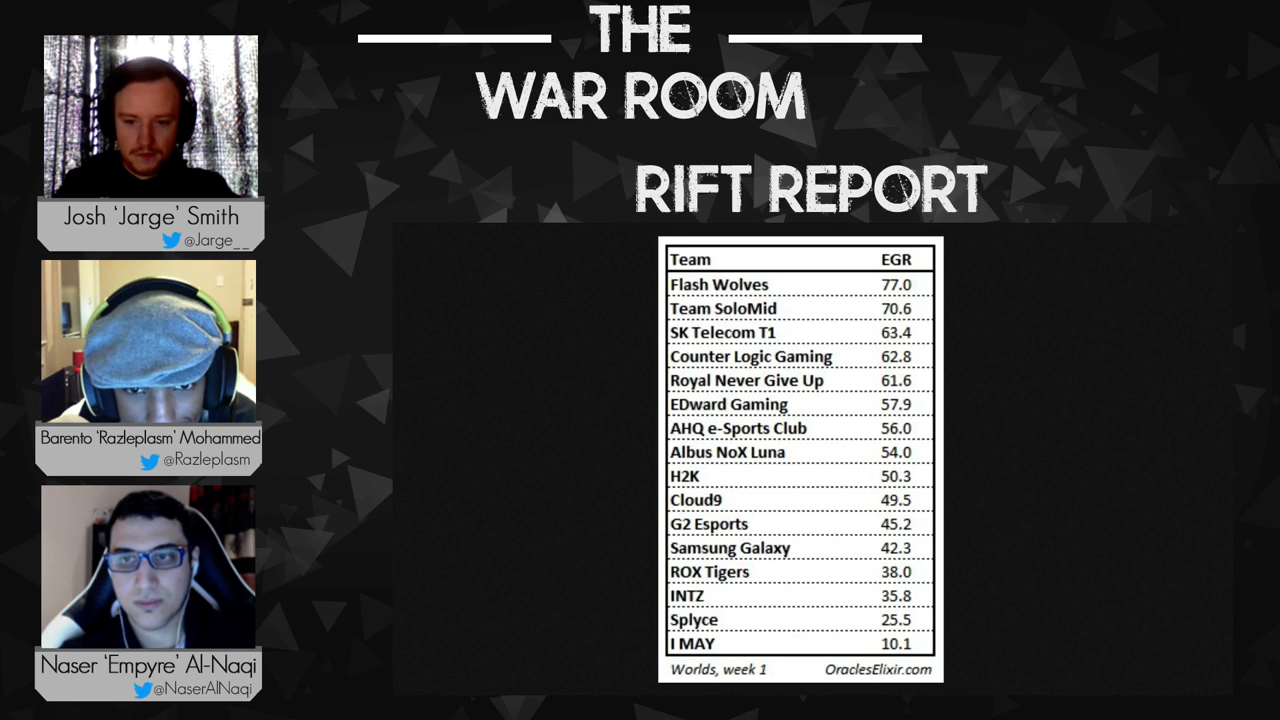 THE
WAR ROOM
RIFT REPORT
Josh ‘Jarge’ Smith
@Jarge__
Barento ‘Razleplasm’ Mohammed
@Razleplasm
Naser ‘Empyre’ Al-Naqi
@NaserAlNaqi
Team EGR
Flash Wolves 77.0
Team SoloMid 70.6
SK Telecom T1 63.4
Counter Logic Gaming 62.8
Royal Never Give Up 61.6
EDward Gaming 57.9
AHQ e-Sports Club 56.0
Albus NoX Luna 54.0
H2K 50.3
Cloud9 49.5
G2 Esports 45.2
Samsung Galaxy 42.3
ROX Tigers 38.0
INTZ 35.8
Splyce 25.5
I MAY 10.1
Worlds, week 1 OraclesElixir.com